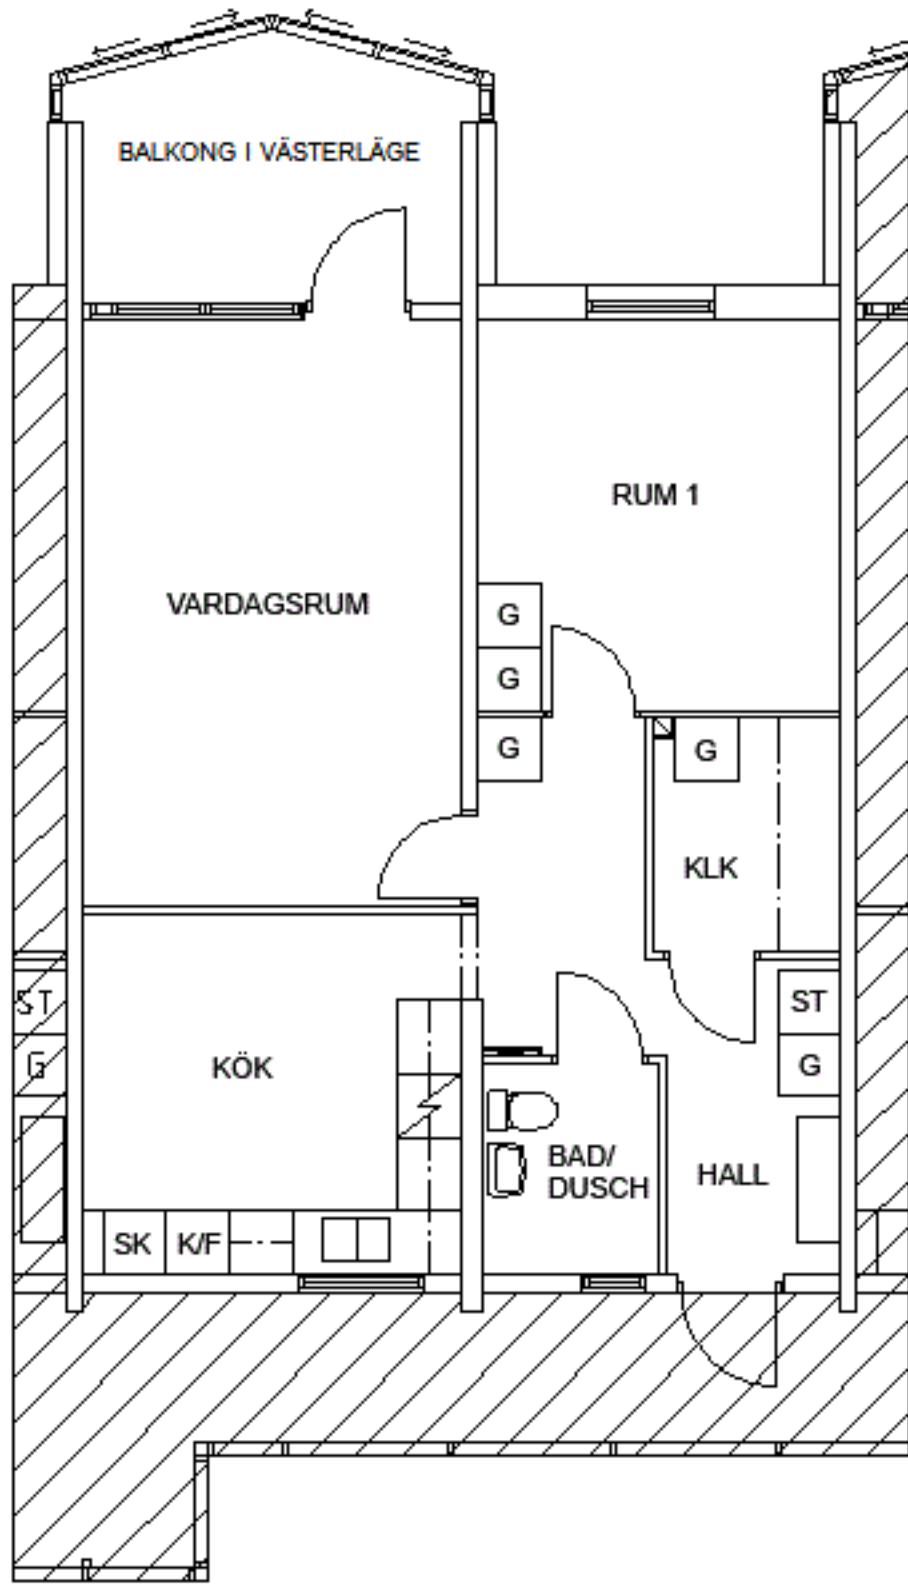 BALKONG I VÄSTERLÄGE
RUM 1
VARDAGSRUM
G
G
G
G
KLK
ST
G
KÖK
ST
G
BAD/
DUSCH
HALL
SK
K/F